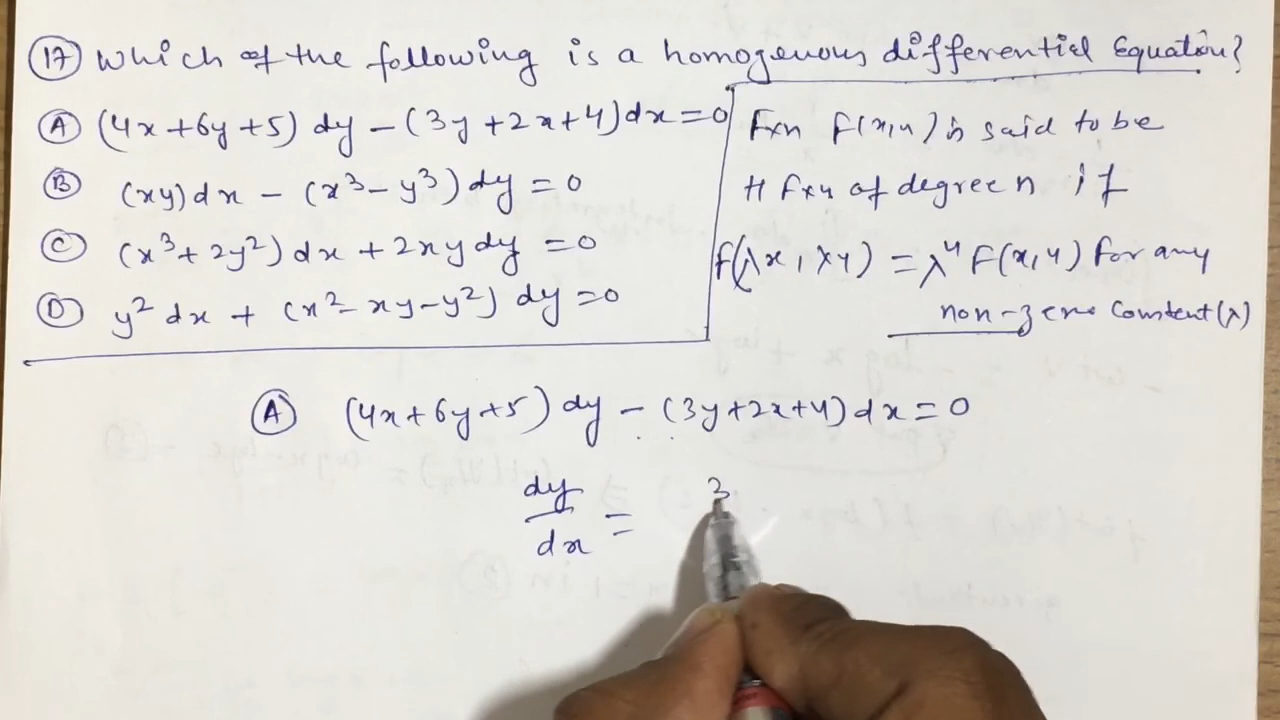 17 Which of the following is a homogenous differentiel Equation?
A (4x+6y+5) dy - (3y+2x+4) dx = 0
B (xy) dx - (x³-y³) dy = 0
C (x³+2y²) dx + 2xy dy = 0
D y² dx + (x²-xy-y²) dy = 0
Fxn F(x,y) is said to be
H Fxn of degree n if
F(λx, λy) = λⁿ F(x,y) for any
non-zero constent (λ)
A (4x+6y+5) dy - (3y+2x+4) dx = 0
dy/dx = 3